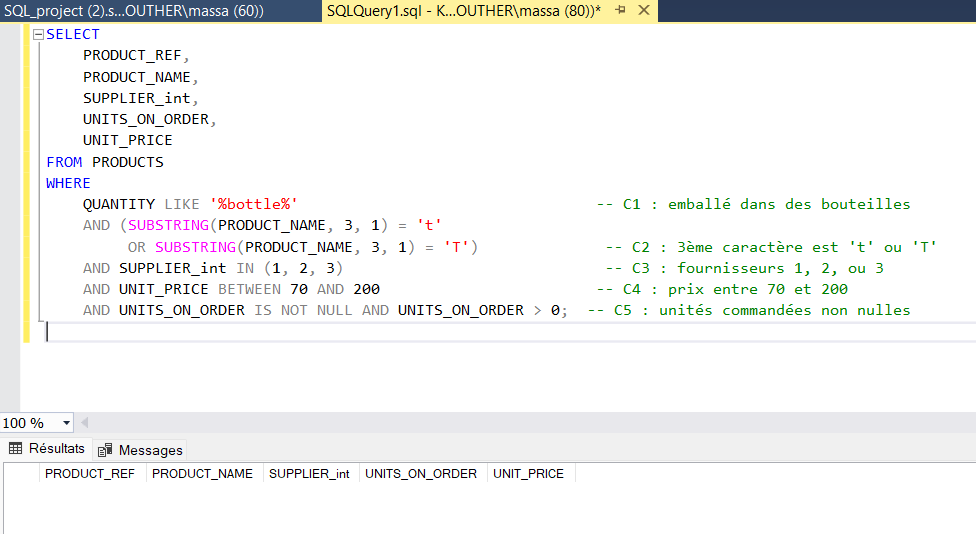 SQL_project (2).s...OUTHER\massa (60))
SQLQuery1.sql - K...OUTHER\massa (80))*
SELECT
PRODUCT_REF,
PRODUCT_NAME,
SUPPLIER_int,
UNITS_ON_ORDER,
UNIT_PRICE
FROM PRODUCTS
WHERE
QUANTITY LIKE '%bottle%' -- C1 : emballé dans des bouteilles
AND (SUBSTRING(PRODUCT_NAME, 3, 1) = 't'
OR SUBSTRING(PRODUCT_NAME, 3, 1) = 'T') -- C2 : 3ème caractère est 't' ou 'T'
AND SUPPLIER_int IN (1, 2, 3) -- C3 : fournisseurs 1, 2, ou 3
AND UNIT_PRICE BETWEEN 70 AND 200 -- C4 : prix entre 70 et 200
AND UNITS_ON_ORDER IS NOT NULL AND UNITS_ON_ORDER > 0; -- C5 : unités commandées non nulles
100 %
Résultats Messages
PRODUCT_REF PRODUCT_NAME SUPPLIER_int UNITS_ON_ORDER UNIT_PRICE